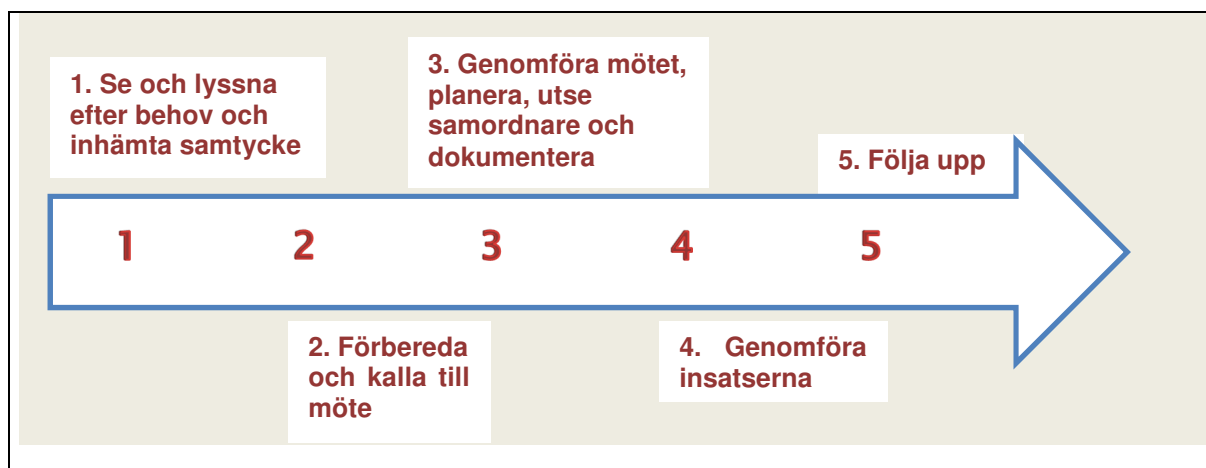 1. Se och lyssna
efter behov och
inhämta samtycke
3. Genomföra mötet,
planera, utse
samordnare och
dokumentera
5. Följa upp
1 2 3 4 5
2. Förbereda
och kalla till
möte
4. Genomföra
insatserna